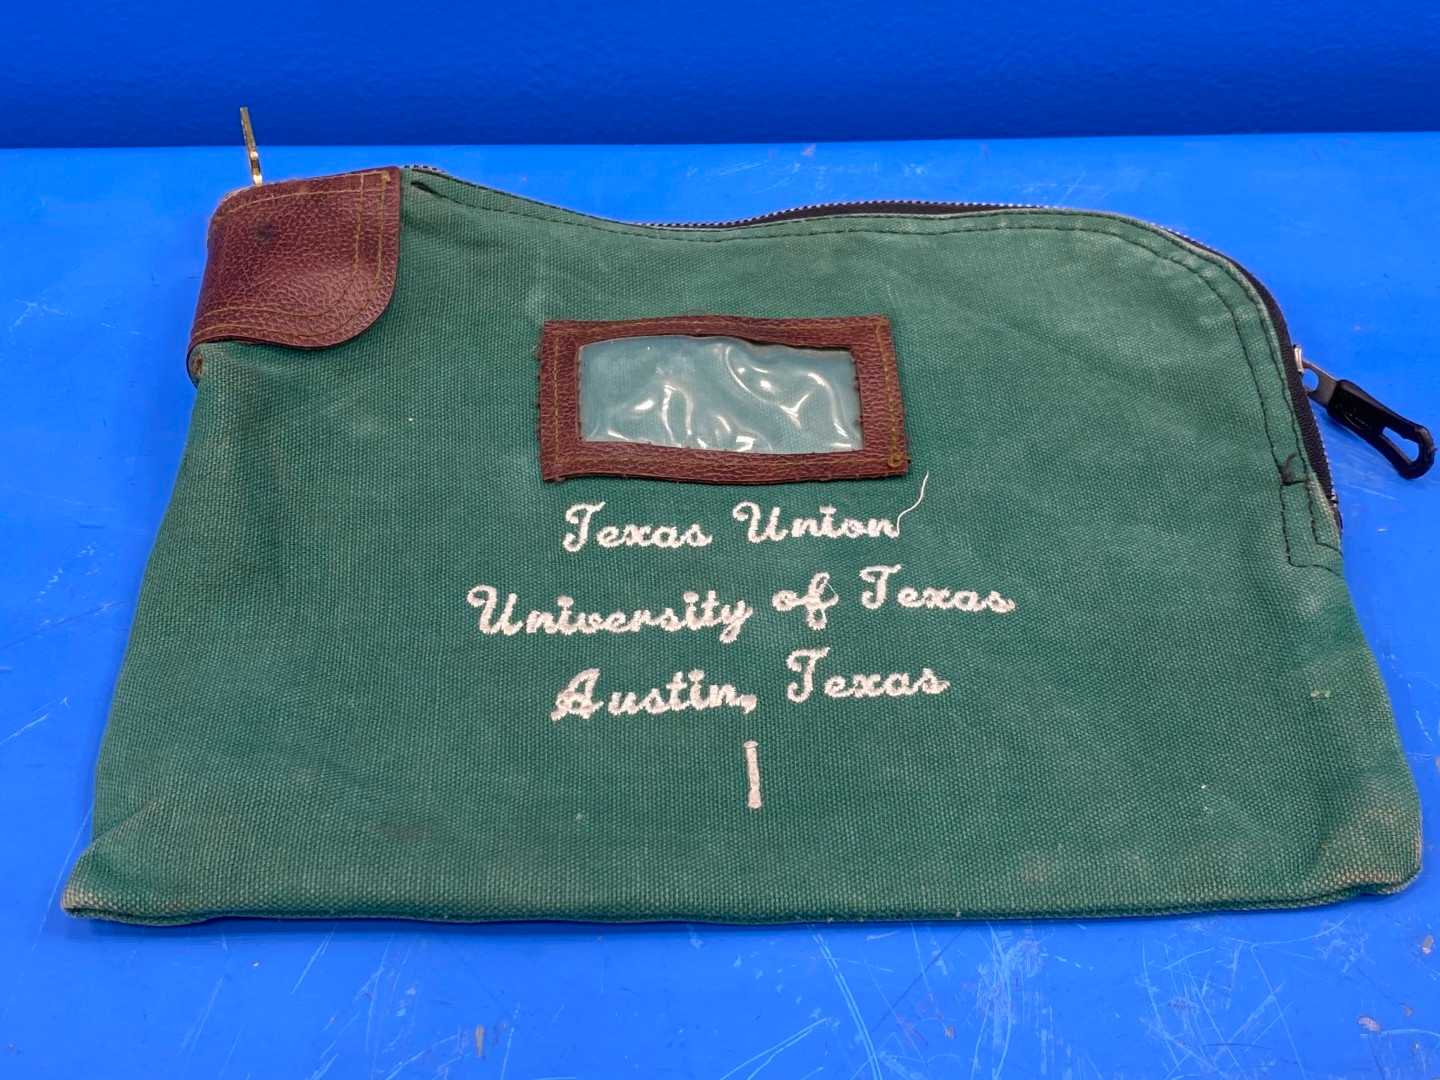 Texas Union
University of Texas
Austin, Texas
1